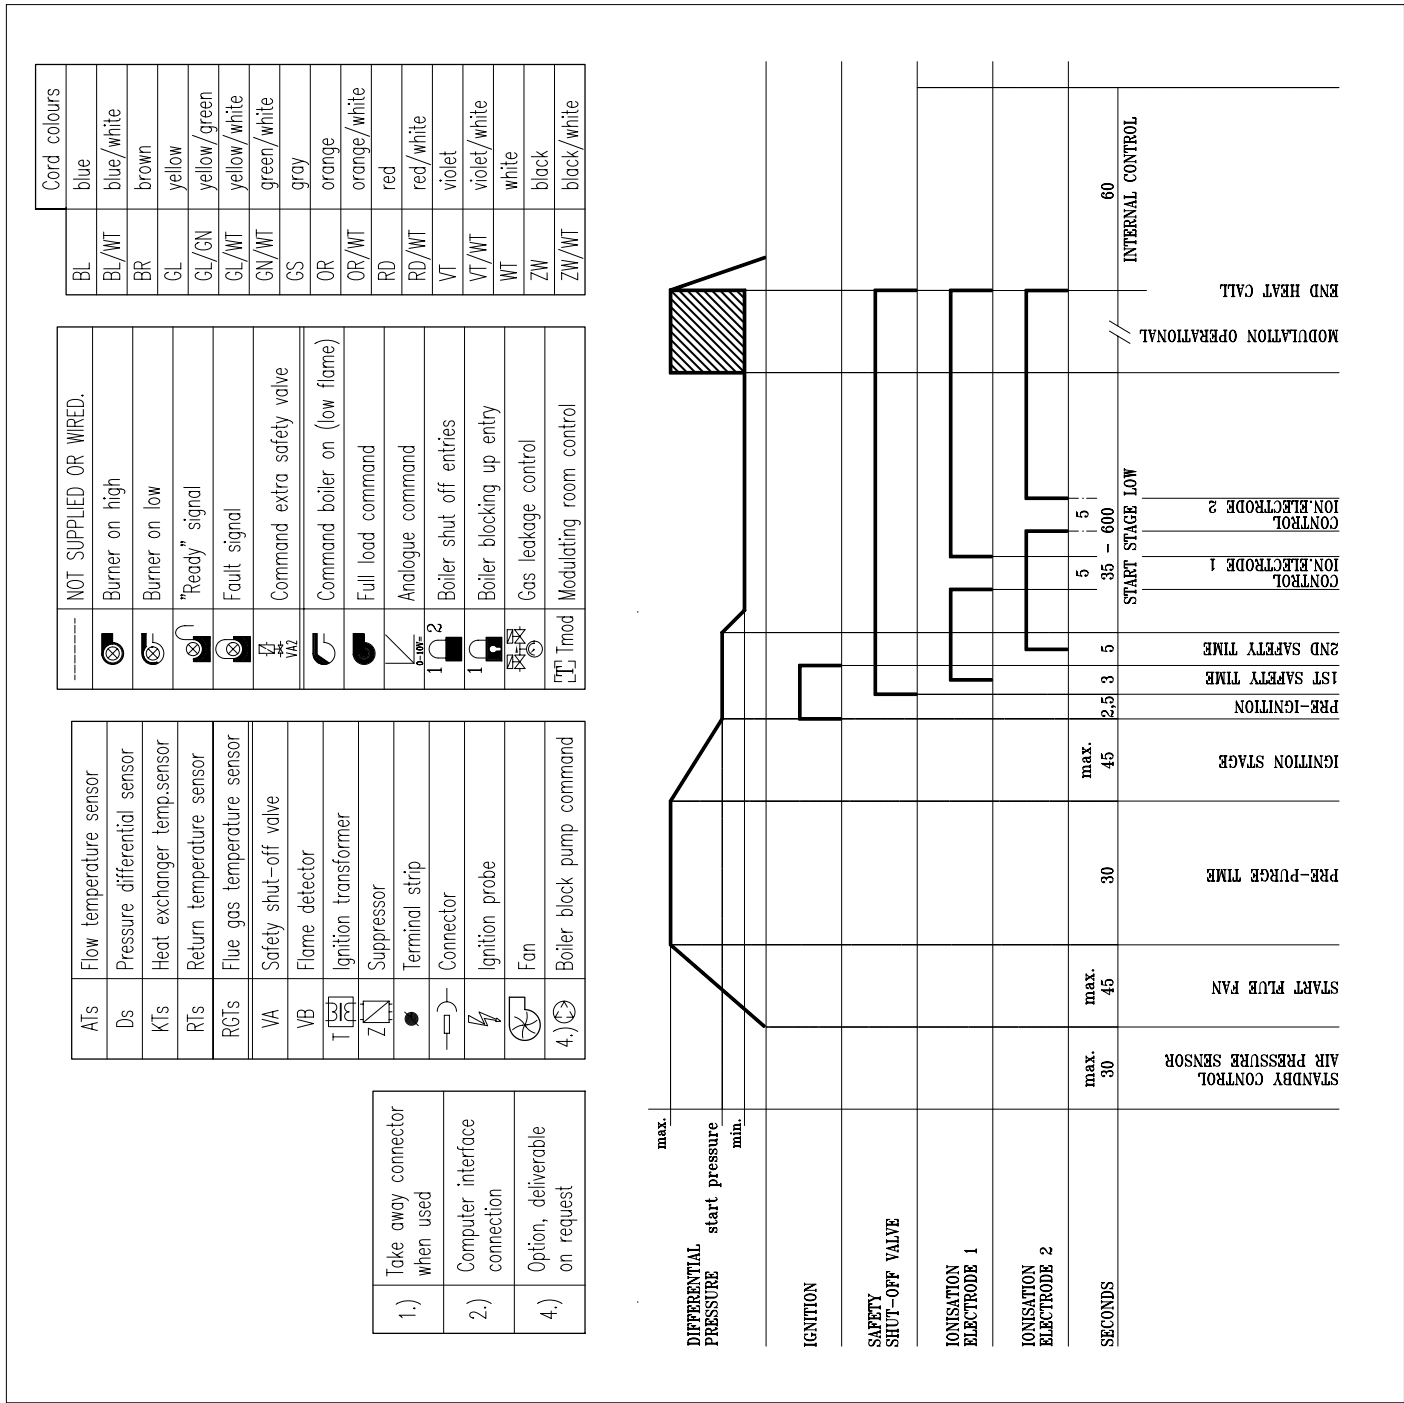 1.) Take away connector
when used
2.) Computer interface
connection
4.) Option, deliverable
on request
ATs Flow temperature sensor
Ds Pressure differential sensor
KTs Heat exchanger temp.sensor
RTs Return temperature sensor
RGTs Flue gas temperature sensor
VA Safety shut-off valve
VB Flame detector
T Ignition transformer
Z Suppressor
Terminal strip
Connector
Ignition probe
Fan
4.) Boiler block pump command
NOT SUPPLIED OR WIRED.
Burner on high
Burner on low
"Ready" signal
Fault signal
VA2 Command extra safety valve
Command boiler on (low flame)
Full load command
0-10V= Analogue command
1 2 Boiler shut off entries
1 Boiler blocking up entry
Gas leakage control
[T] Tmod Modulating room control
Cord colours
BL blue
BL/WT blue/white
BR brown
GL yellow
GL/GN yellow/green
GL/WT yellow/white
GN/WT green/white
GS gray
OR orange
OR/WT orange/white
RD red
RD/WT red/white
VT violet
VT/WT violet/white
WT white
ZW black
ZW/WT black/white
DIFFERENTIAL
PRESSURE
max.
start pressure
min.
IGNITION
SAFETY
SHUT-OFF VALVE
IONISATION
ELECTRODE 1
IONISATION
ELECTRODE 2
SECONDS
max.
30
max.
45
30
max.
45
2,5
3
5
5
5
35 - 600
START STAGE LOW
60
INTERNAL CONTROL
STANDBY CONTROL
AIR PRESSURE SENSOR
START FLUE FAN
PRE-PURGE TIME
IGNITION STAGE
PRE-IGNITION
1ST SAFETY TIME
2ND SAFETY TIME
CONTROL
ION.ELECTRODE 1
CONTROL
ION.ELECTRODE 2
MODULATION OPERATIONAL
END HEAT CALL